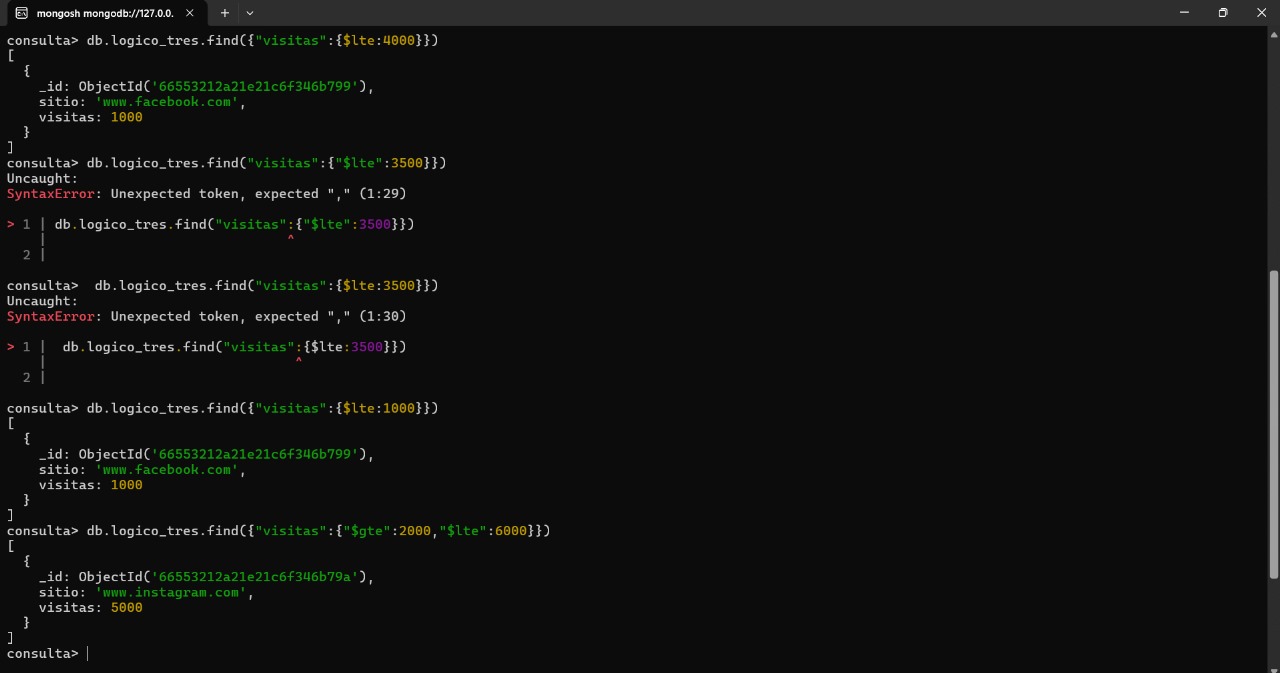 mongosh mongodb://127.0.0.
consulta> db.logico_tres.find({"visitas":{$lte:4000}})
[
  {
    _id: ObjectId('66553212a21e21c6f346b799'),
    sitio: 'www.facebook.com',
    visitas: 1000
  }
]
consulta> db.logico_tres.find("visitas":{"$lte":3500}})
Uncaught:
SyntaxError: Unexpected token, expected "," (1:29)
> 1 | db.logico_tres.find("visitas":{"$lte":3500}})
    |                              ^
  2 |
consulta>  db.logico_tres.find("visitas":{$lte:3500}})
Uncaught:
SyntaxError: Unexpected token, expected "," (1:30)
> 1 |  db.logico_tres.find("visitas":{$lte:3500}})
    |                               ^
  2 |
consulta> db.logico_tres.find({"visitas":{$lte:1000}})
[
  {
    _id: ObjectId('66553212a21e21c6f346b799'),
    sitio: 'www.facebook.com',
    visitas: 1000
  }
]
consulta> db.logico_tres.find({"visitas":{"$gte":2000,"$lte":6000}})
[
  {
    _id: ObjectId('66553212a21e21c6f346b79a'),
    sitio: 'www.instagram.com',
    visitas: 5000
  }
]
consulta>